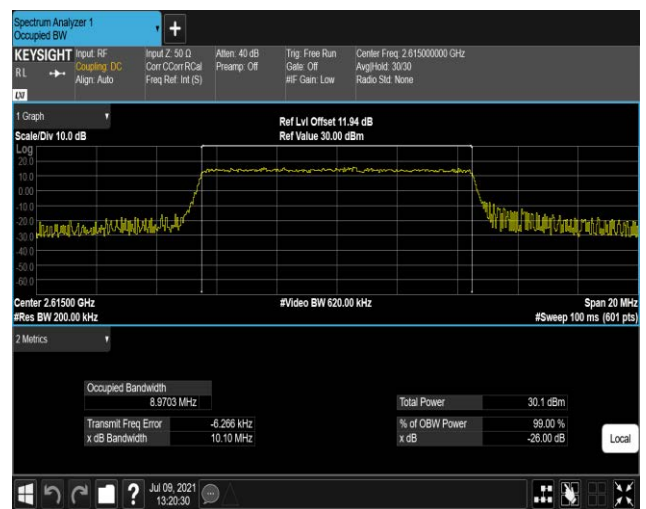 Spectrum Analyzer 1
Occupied BW
+
KEYSIGHT Input: RF Input Z: 50 Ω Atten: 40 dB Trig: Free Run Center Freq: 2.615000000 GHz
RL Coupling: DC Corr CCorr RCal Preamp: Off Gate: Off Avg|Hold: 30/30
Align: Auto Freq Ref: Int (S) #IF Gain: Low Radio Std: None
LXI
1 Graph
Ref Lvl Offset 11.94 dB
Scale/Div 10.0 dB Ref Value 30.00 dBm
Log
20.0
10.0
0.00
-10.0
-20.0
-30.0
-40.0
-50.0
-60.0
Center 2.61500 GHz #Video BW 620.00 kHz Span 20 MHz
#Res BW 200.00 kHz #Sweep 100 ms (601 pts)
2 Metrics
Occupied Bandwidth
8.9703 MHz Total Power 30.1 dBm
Transmit Freq Error -6.266 kHz % of OBW Power 99.00 %
x dB Bandwidth 10.10 MHz x dB -26.00 dB
Local
? Jul 09, 2021
13:20:30